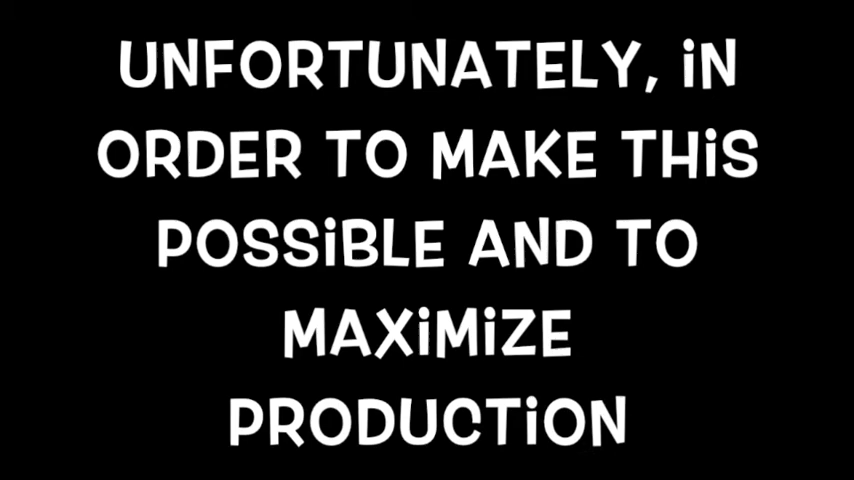 UNFORTUNATELY, iN
ORDER TO MAKE THiS
POSSiBLE AND TO
MAXiMiZE
PRODUCTiON